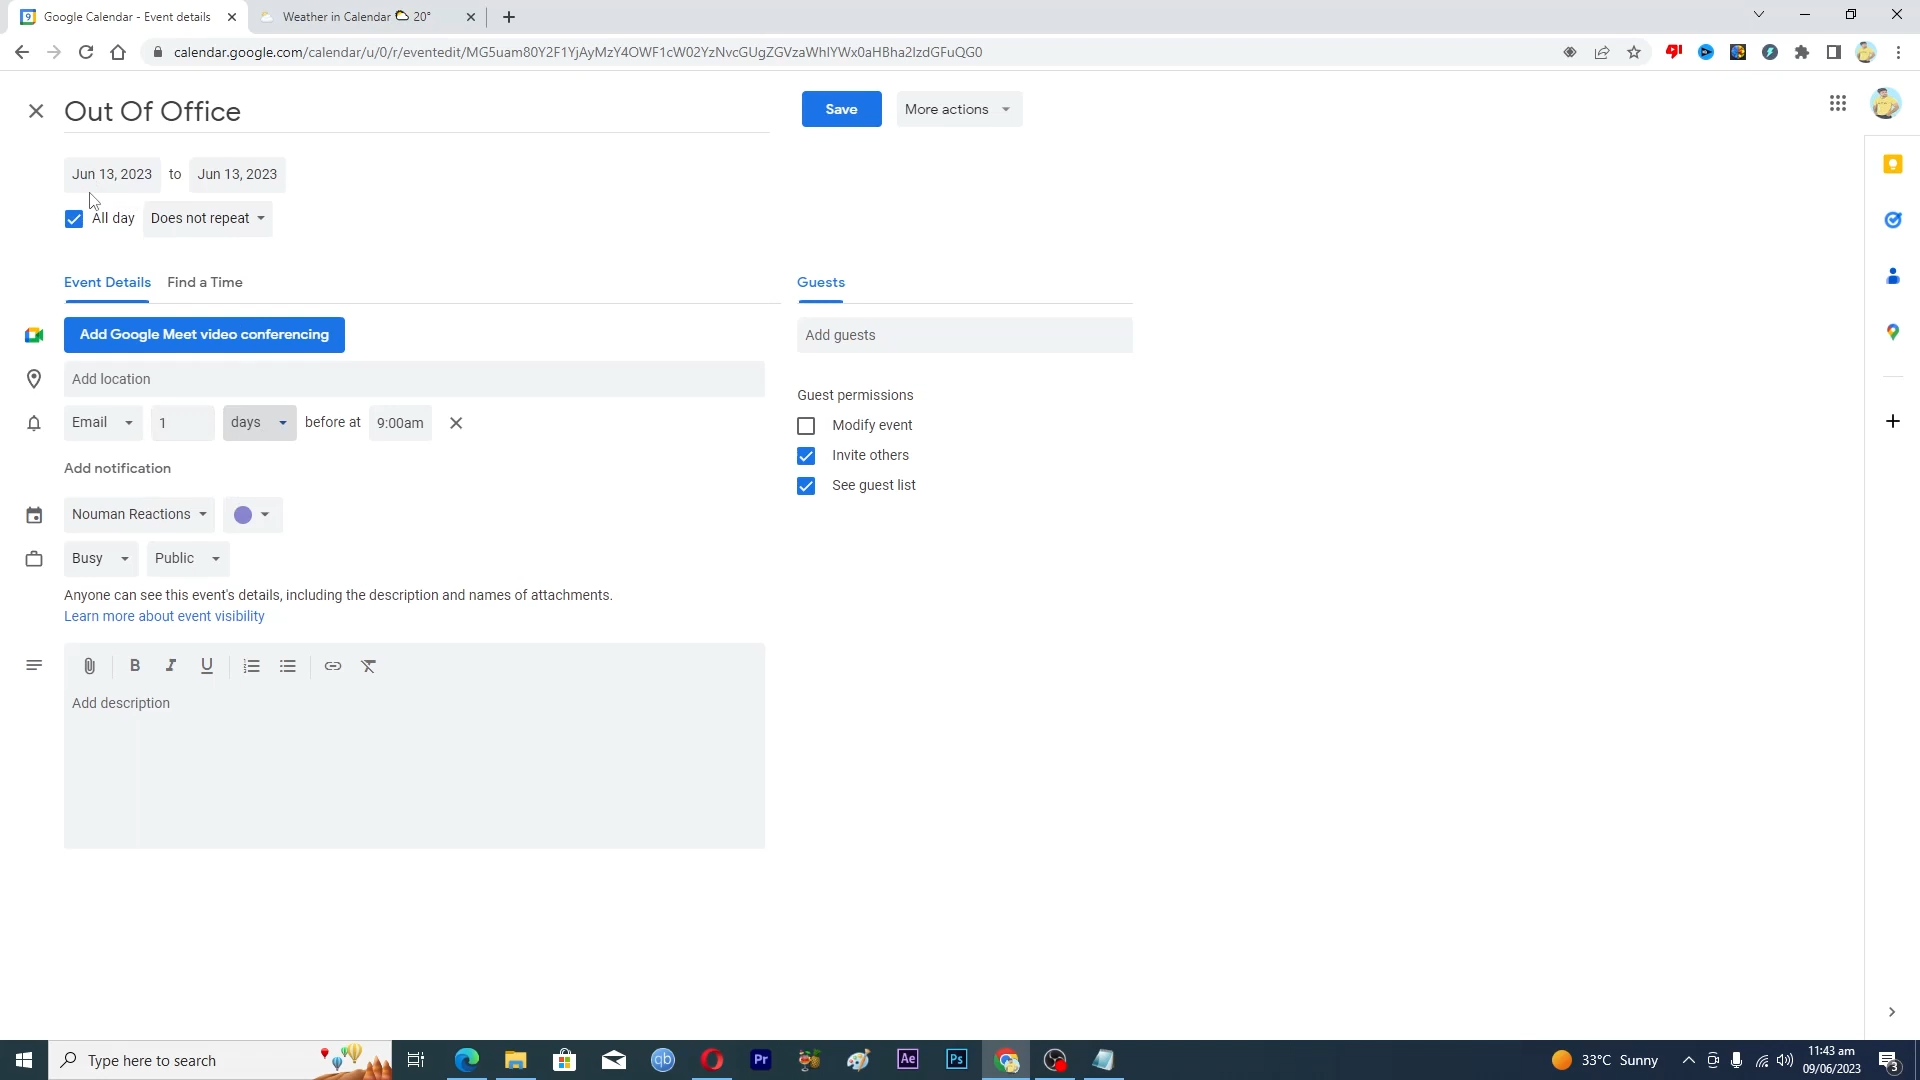 Google Calendar - Event details
Weather in Calendar 20°
calendar.google.com/calendar/u/0/r/eventedit/MG5uam80Y2F1YjAyMzY4OWF1cW02YzNvcGUgZGVzaWhlYWx0aHBha2lzdGFuQG0
Out Of Office
Save
More actions
Jun 13, 2023 to Jun 13, 2023
All day
Does not repeat
Event Details
Find a Time
Guests
Add Google Meet video conferencing
Add guests
Add location
Guest permissions
Email
1
days
before at
9:00am
Modify event
Invite others
Add notification
See guest list
Nouman Reactions
Busy
Public
Anyone can see this event's details, including the description and names of attachments.
Learn more about event visibility
B I U
Add description
Type here to search
qb
Pr
Ae
Ps
33°C Sunny
11:43 am
09/06/2023
3